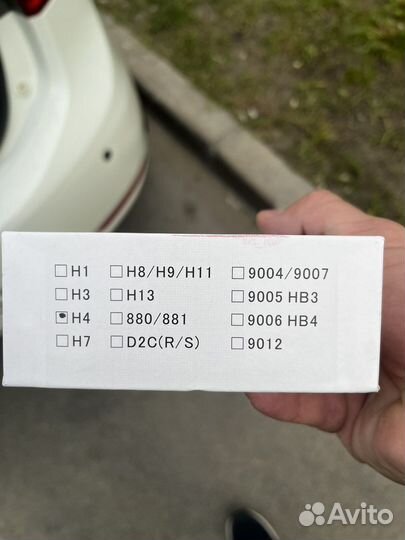 H1 H8/H9/H11 9004/9007
H3 H13 9005 HB3
H4 880/881 9006 HB4
H7 D2C(R/S) 9012
Avito